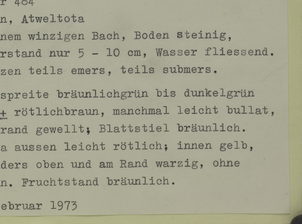 r 484
n, Atweltota
nem winzigen Bach, Boden steinig,
rstand nur 5 - 10 cm, Wasser fliessend.
zen teils emers, teils submers.
spreite bräunlichgrün bis dunkelgrün
± rötlichbraun, manchmal leicht bullat,
rand gewellt; Blattstiel bräunlich.
a aussen leicht rötlich; innen gelb,
ders oben und am Rand warzig, ohne
n. Fruchtstand bräunlich.
ebruar 1973